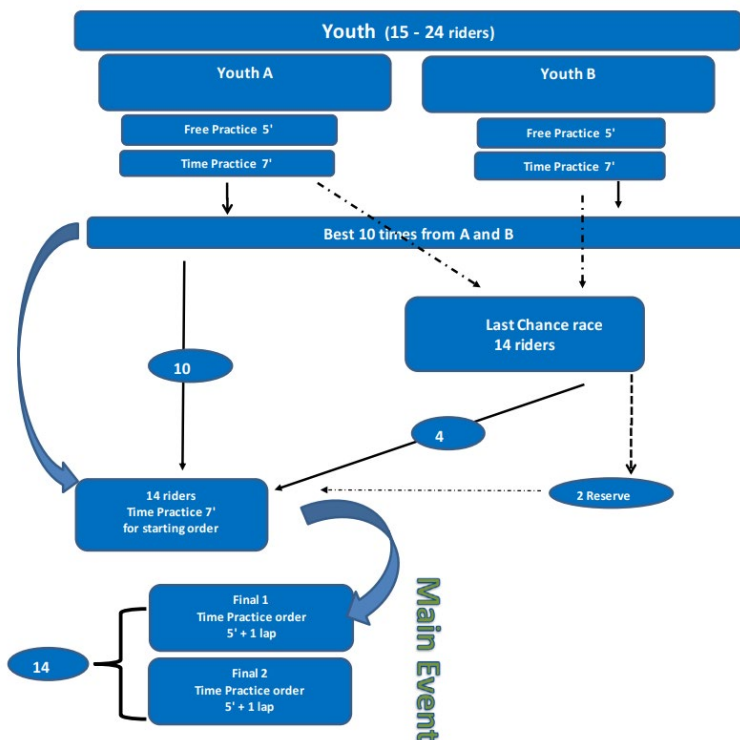 Youth (15 - 24 riders)
Youth A
Youth B
Free Practice 5'
Free Practice 5'
Time Practice 7'
Time Practice 7'
Best 10 times from A and B
Last Chance race
14 riders
10
4
14 riders
Time Practice 7'
for starting order
2 Reserve
Main Event
Final 1
Time Practice order
5' + 1 lap
14
Final 2
Time Practice order
5' + 1 lap